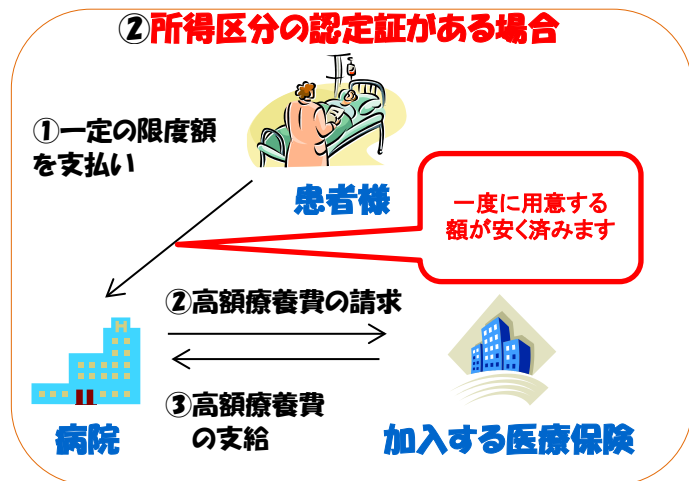 ②所得区分の認定証がある場合
①一定の限度額
を支払い
患者様
一度に用意する
額が安く済みます
②高額療養費の請求
③高額療養費
の支給
H
病院
加入する医療保険